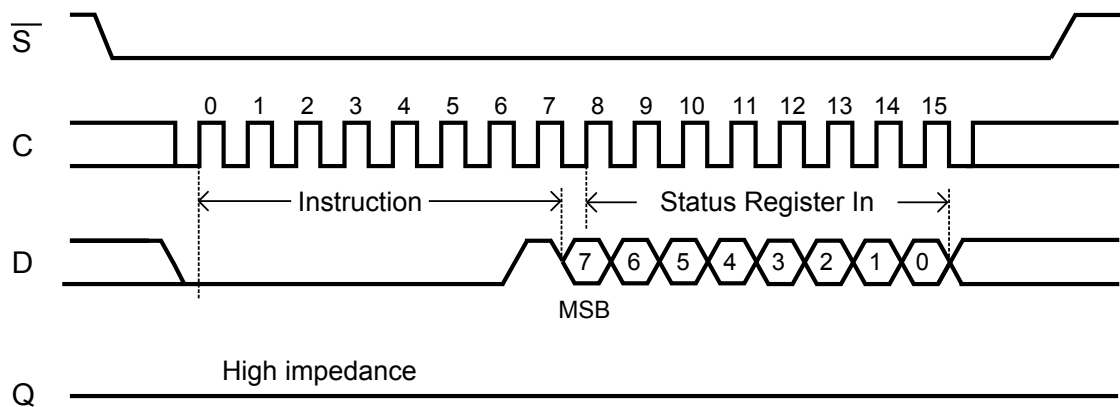 S
0 1 2 3 4 5 6 7 8 9 10 11 12 13 14 15
C
Instruction Status Register In
D 7 6 5 4 3 2 1 0
MSB
High impedance
Q